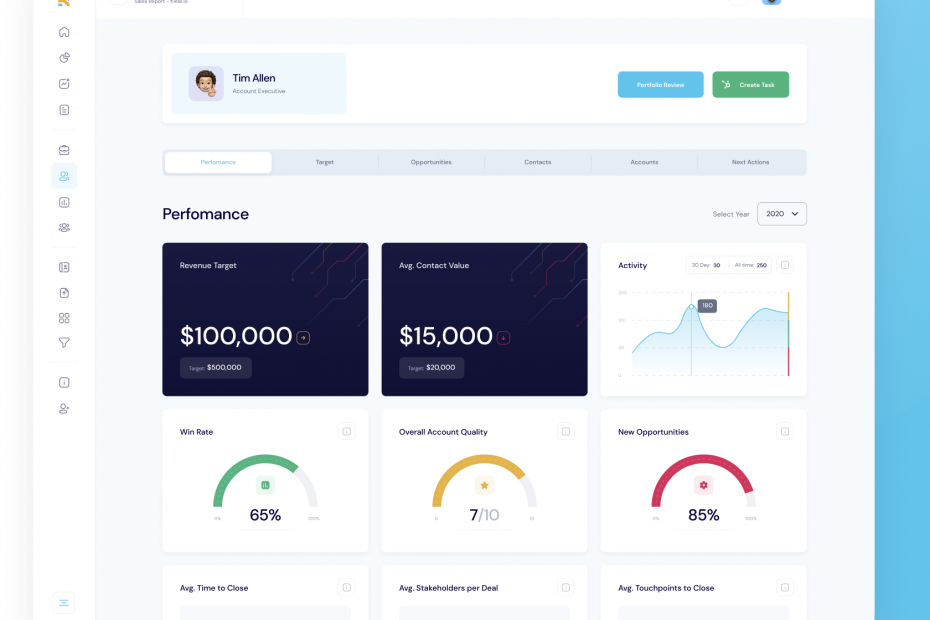 Sales Report -
Tim Allen
Account Executive
Portfolio Review
Create Task
Perfomance
Target
Opportunities
Contacts
Accounts
Next Actions
Perfomance
Select Year
2020
Revenue Target
$100,000
Target: $500,000
Avg. Contact Value
$15,000
Target: $20,000
Activity
30 Day: 30
All time: 250
180
0
Win Rate
65%
0%
100%
Overall Account Quality
7/10
0
10
New Opportunities
85%
0%
100%
Avg. Time to Close
Avg. Stakeholders per Deal
Avg. Touchpoints to Close